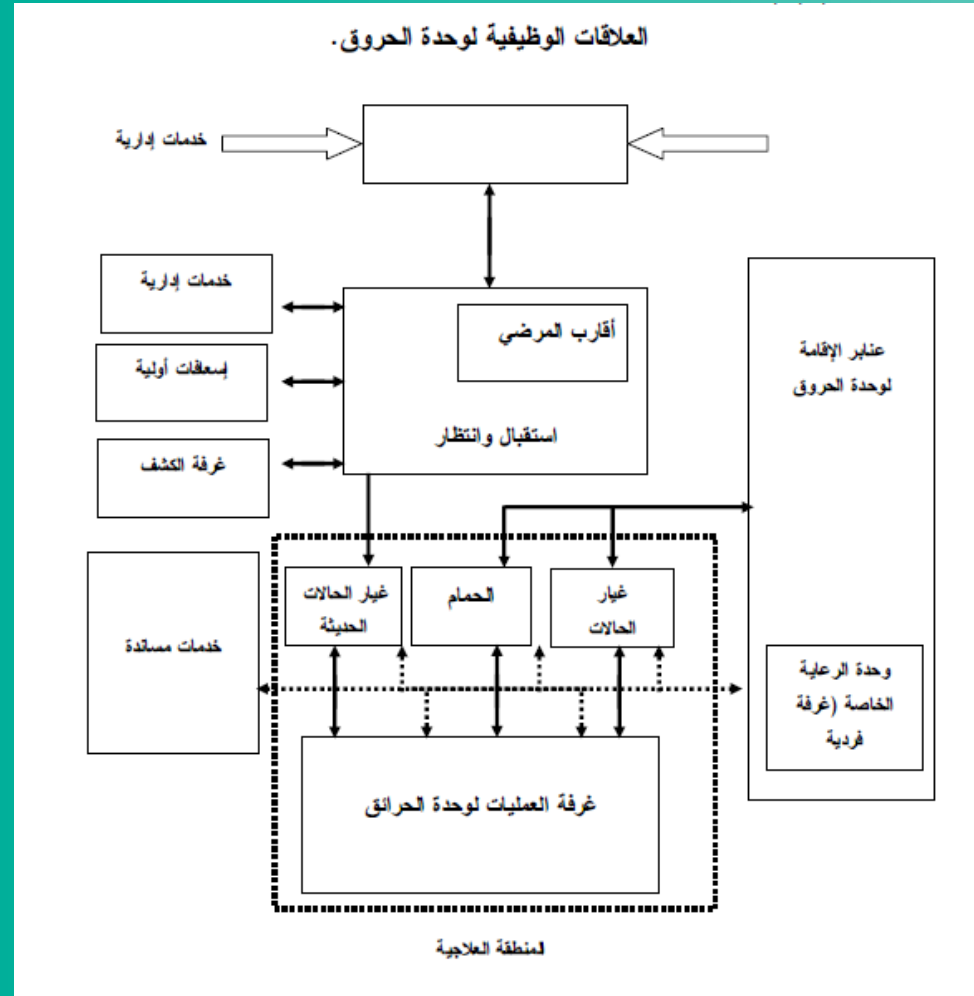 العلاقات الوظيفية لوحدة الحروق.
خدمات إدارية
خدمات إدارية
أقارب المرضي
استقبال وانتظار
إسعافات أولية
غرفة الكشف
عنابر الإقامة
لوحدة الحروق
غيار
الحالات
الحمام
غيار الحالات
الحديثة
خدمات مساندة
وحدة الرعاية
الخاصة (غرفة
فردية
غرفة العمليات لوحدة الحرائق
المنطقة العلاجية